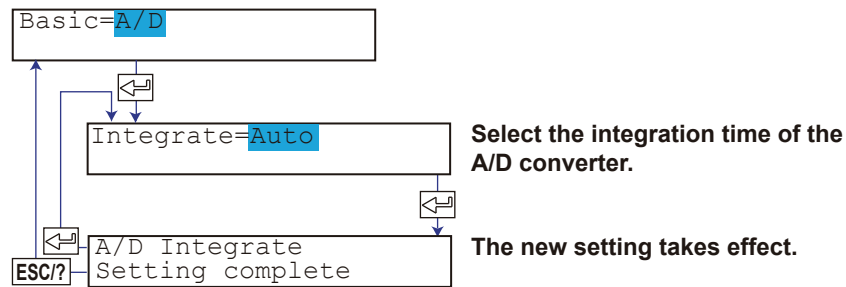 Basic=A/D
Integrate=Auto
Select the integration time of the
A/D converter.
A/D Integrate
Setting complete
The new setting takes effect.
ESC/?